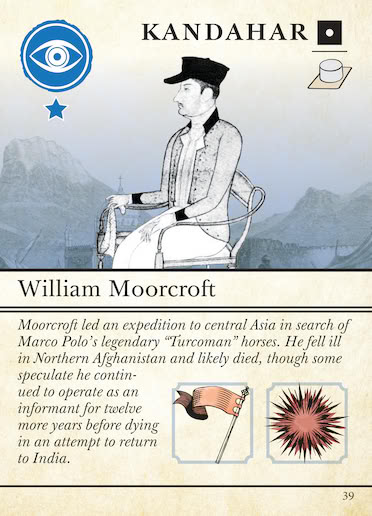 KANDAHAR
William Moorcroft
Moorcroft led an expedition to central Asia in search of
Marco Polo's legendary “Turcoman” horses. He fell ill
in Northern Afghanistan and likely died, though some
speculate he contin-
ued to operate as an
informant for twelve
more years before dying
in an attempt to return
to India.
39